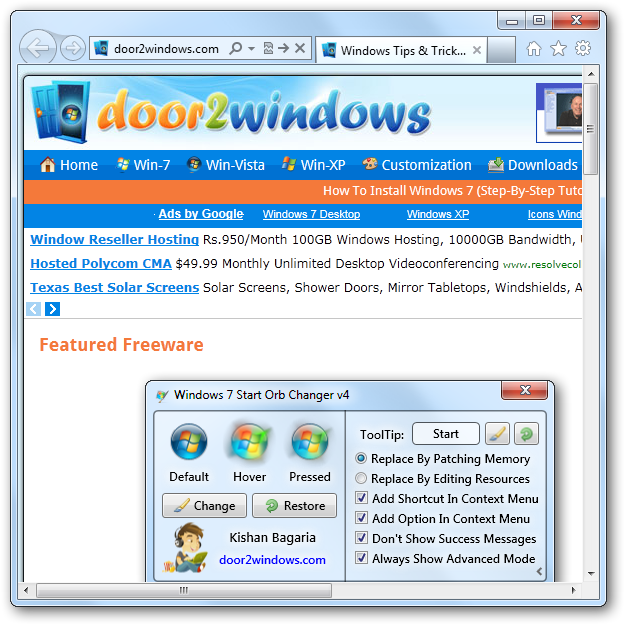 door2windows.com
Windows Tips & Trick...
door2windows
Home Win-7 Win-Vista Win-XP Customization Downloads
How To Install Windows 7 (Step-By-Step Tuto
Ads by Google Windows 7 Desktop Windows XP Icons Wind
Window Reseller Hosting Rs.950/Month 100GB Windows Hosting, 10000GB Bandwidth, U
Hosted Polycom CMA $49.99 Monthly Unlimited Desktop Videoconferencing www.resolvecol
Texas Best Solar Screens Solar Screens, Shower Doors, Mirror Tabletops, Windshields, A
Featured Freeware
Windows 7 Start Orb Changer v4
Default Hover Pressed
Change Restore
Kishan Bagaria
door2windows.com
ToolTip: Start
Replace By Patching Memory
Replace By Editing Resources
Add Shortcut In Context Menu
Add Option In Context Menu
Don't Show Success Messages
Always Show Advanced Mode